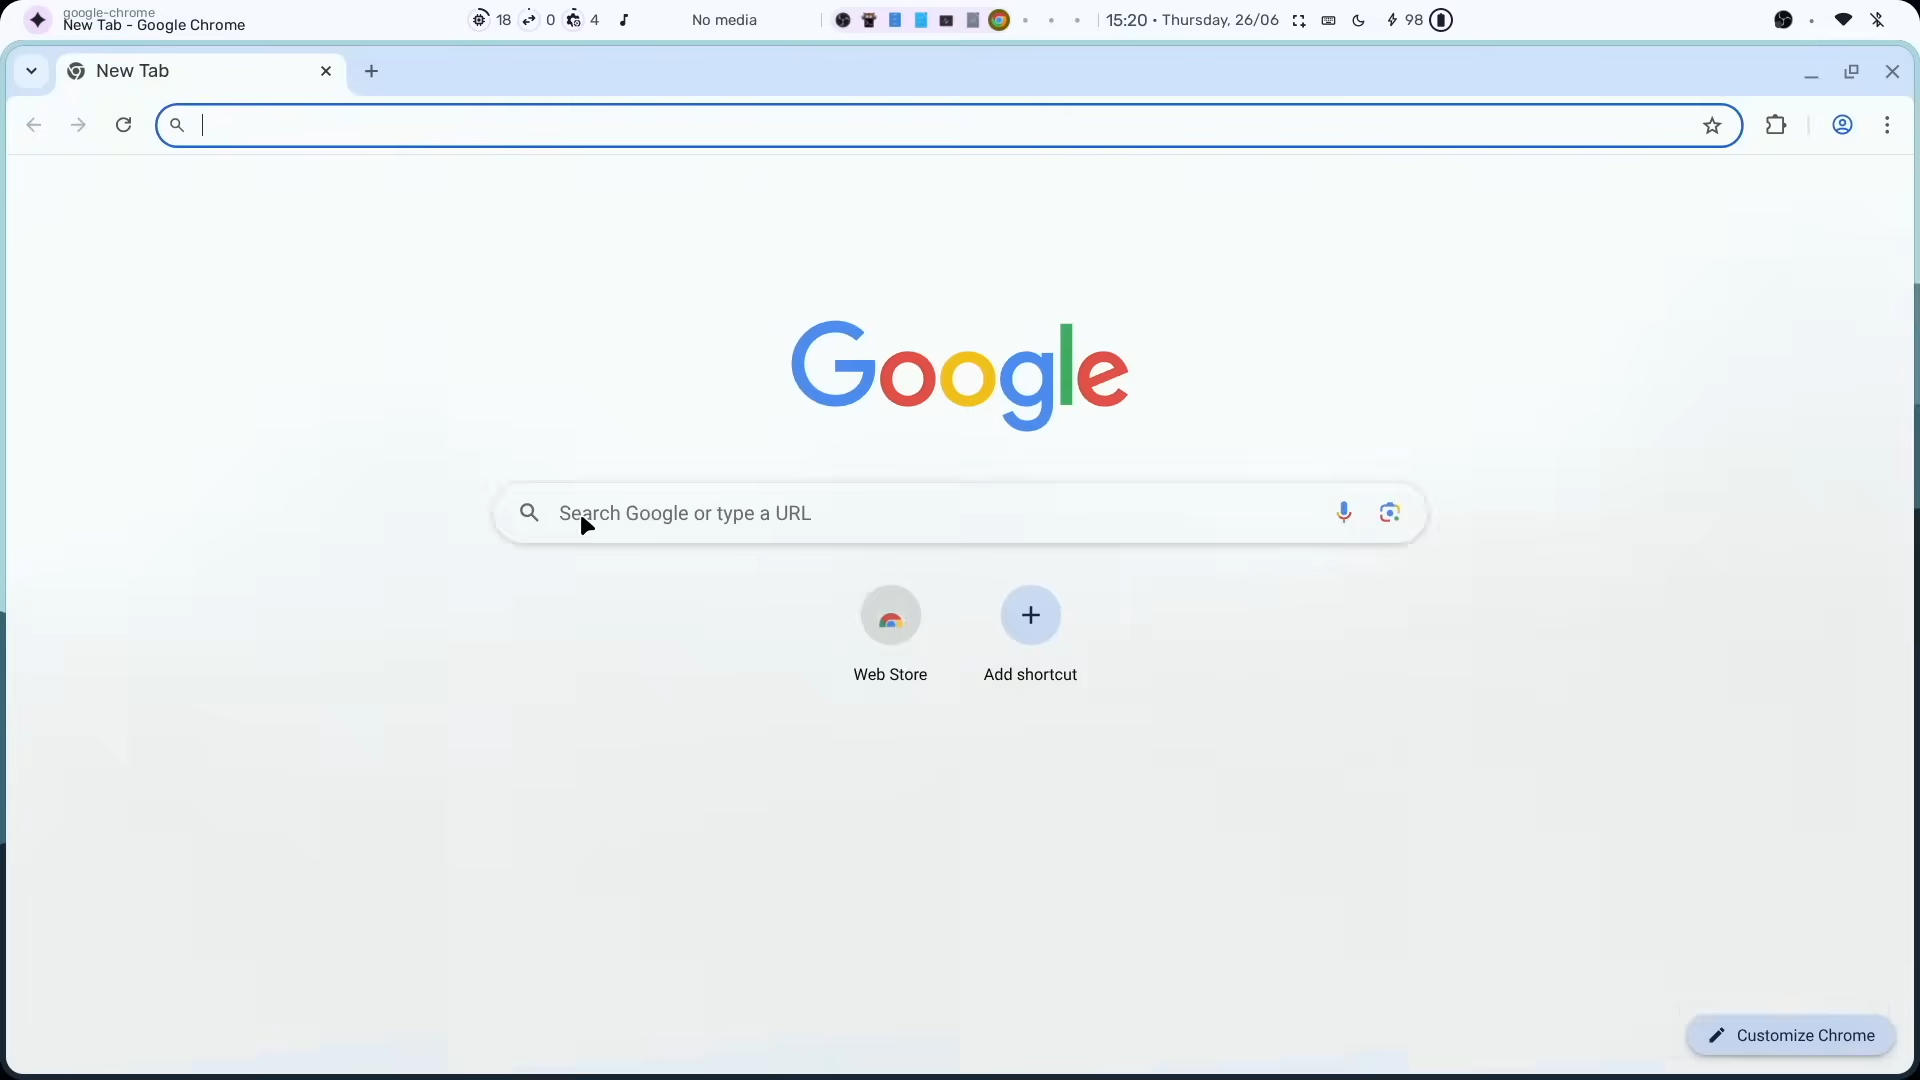 google-chrome
New Tab - Google Chrome
18 0 4 No media 15:20 • Thursday, 26/06 98
New Tab
Google
Search Google or type a URL
Web Store Add shortcut
Customize Chrome